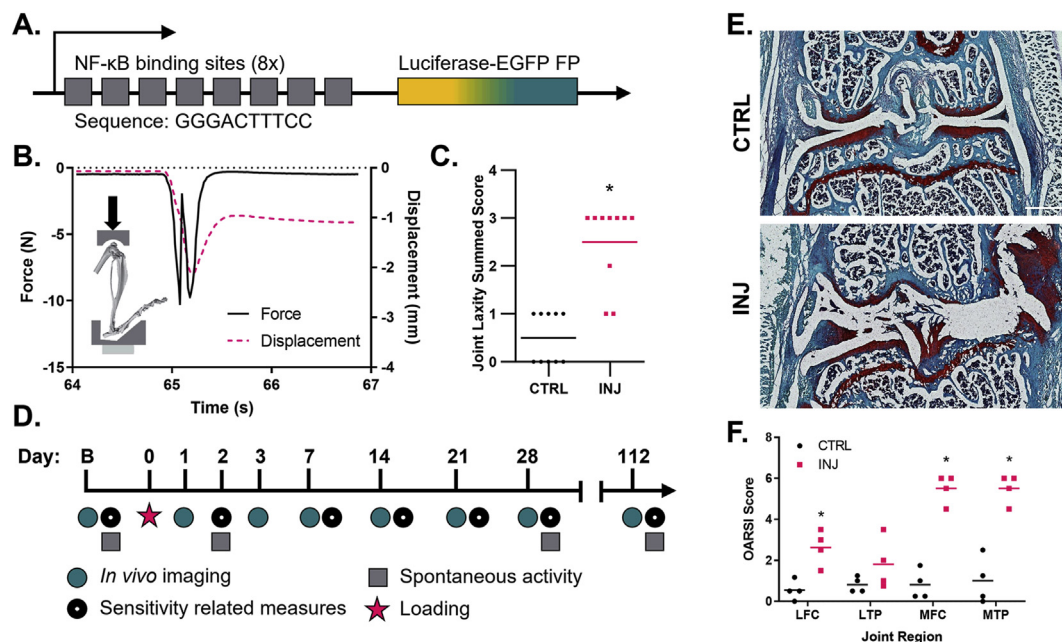 A.
NF-κB binding sites (8x)
Luciferase-EGFP FP
Sequence: GGGACTTTCC
B.
0
-5
-10
-15
Force (N)
0
-1
-2
-3
-4
Displacement (mm)
Force
Displacement
64
65
66
67
Time (s)
C.
4
3
2
1
0
Joint Laxity Summed Score
*
CTRL
INJ
D.
Day:
B
0
1
2
3
7
14
21
28
112
In vivo imaging
Spontaneous activity
Sensitivity related measures
Loading
E.
CTRL
INJ
F.
CTRL
INJ
8
6
4
2
0
OARSI Score
*
*
*
LFC
LTP
MFC
MTP
Joint Region